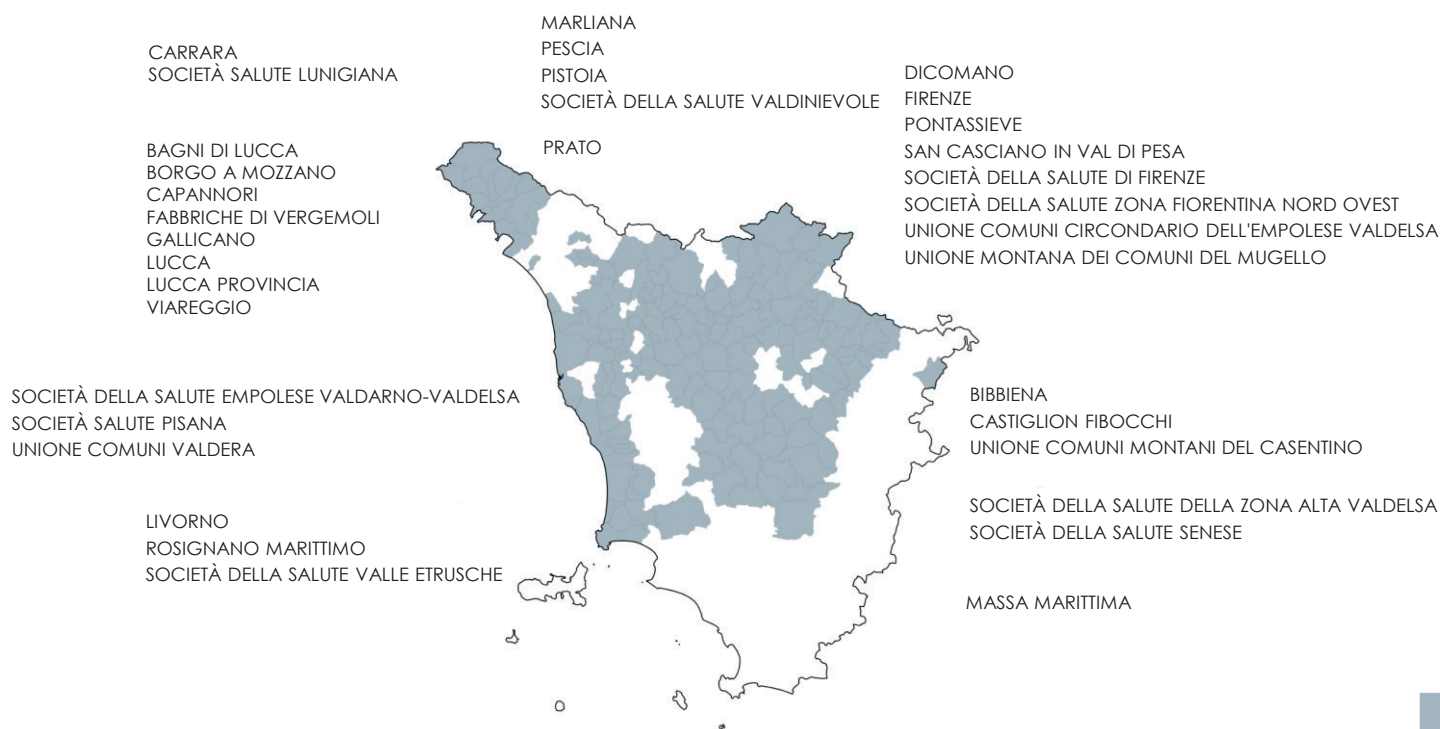 CARRARA
SOCIETÀ SALUTE LUNIGIANA
MARLIANA
PESCIA
PISTOIA
SOCIETÀ DELLA SALUTE VALDINIEVOLE
PRATO
DICOMANO
FIRENZE
PONTASSIEVE
SAN CASCIANO IN VAL DI PESA
SOCIETÀ DELLA SALUTE DI FIRENZE
SOCIETÀ DELLA SALUTE ZONA FIORENTINA NORD OVEST
UNIONE COMUNI CIRCONDARIO DELL'EMPOLESE VALDELSA
UNIONE MONTANA DEI COMUNI DEL MUGELLO
BAGNI DI LUCCA
BORGO A MOZZANO
CAPANNORI
FABBRICHE DI VERGEMOLI
GALLICANO
LUCCA
LUCCA PROVINCIA
VIAREGGIO
SOCIETÀ DELLA SALUTE EMPOLESE VALDARNO-VALDELSA
SOCIETÀ SALUTE PISANA
UNIONE COMUNI VALDERA
BIBBIENA
CASTIGLION FIBOCCHI
UNIONE COMUNI MONTANI DEL CASENTINO
SOCIETÀ DELLA SALUTE DELLA ZONA ALTA VALDELSA
SOCIETÀ DELLA SALUTE SENESE
LIVORNO
ROSIGNANO MARITTIMO
SOCIETÀ DELLA SALUTE VALLE ETRUSCHE
MASSA MARITTIMA